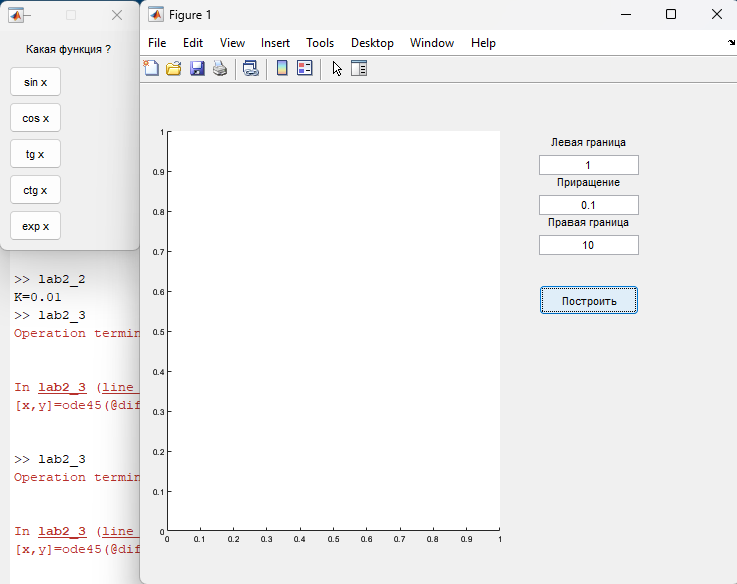 Какая функция ?
sin x
cos x
tg x
ctg x
exp x
>> lab2_2
K=0.01
>> lab2_3
Operation termin
In lab2_3 (line
[x,y]=ode45(@dif
>> lab2_3
Operation termin
In lab2_3 (line
[x,y]=ode45(@dif
Figure 1
File Edit View Insert Tools Desktop Window Help
1
0.9
0.8
0.7
0.6
0.5
0.4
0.3
0.2
0.1
0
0 0.1 0.2 0.3 0.4 0.5 0.6 0.7 0.8 0.9 1
Левая граница
1
Приращение
0.1
Правая граница
10
Построить